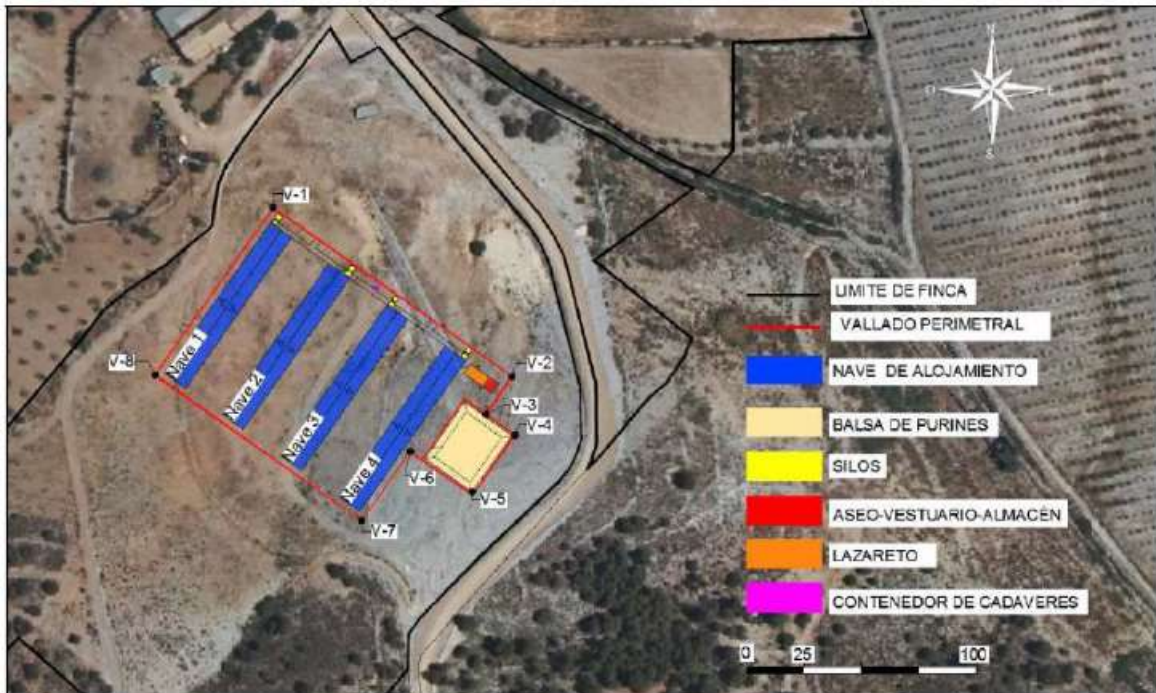 N
O
E
S
V-1
V-2
V-3
V-4
V-5
V-6
V-7
V-8
Nave 1
Nave 2
Nave 3
Nave 4
LIMITE DE FINCA
VALLADO PERIMETRAL
NAVE DE ALOJAMIENTO
BALSA DE PURINES
SILOS
ASEO-VESTUARIO-ALMACÉN
LAZARETO
CONTENEDOR DE CADAVERES
0 25 100